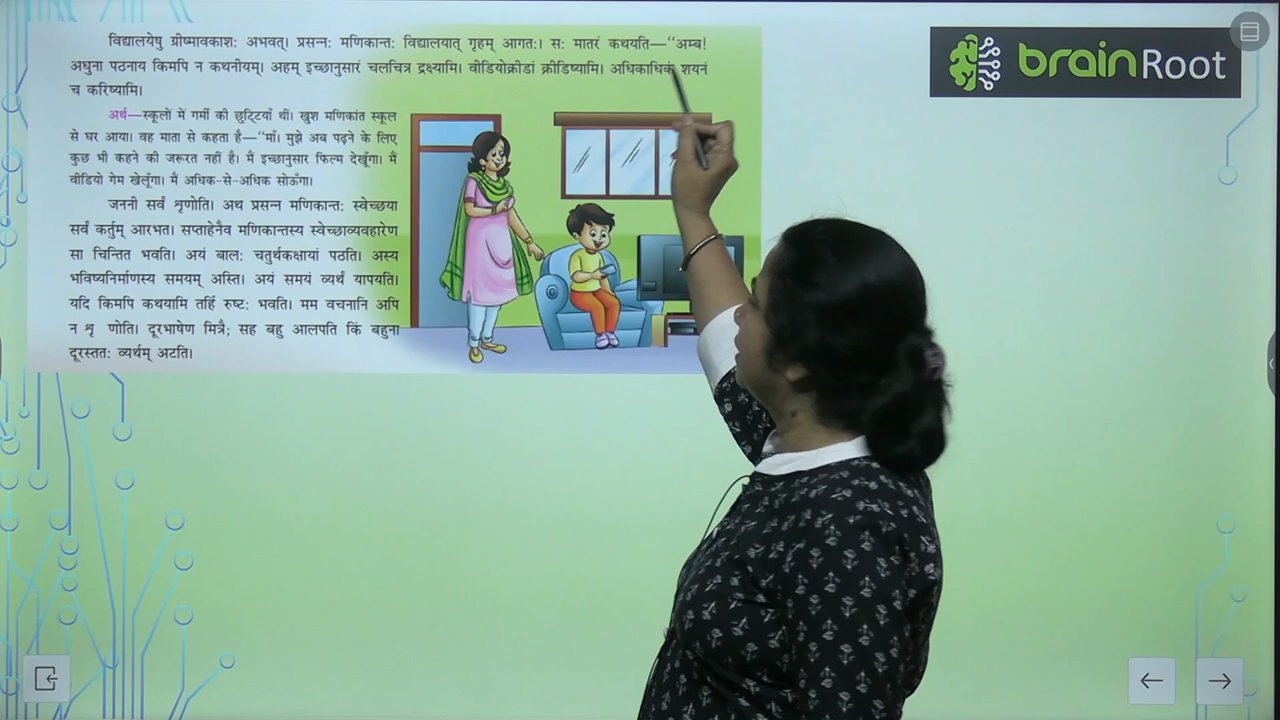 विद्यालयेषु ग्रीष्मावकाशः अभवत्। प्रसन्नः मणिकान्तः विद्यालयात् गृहम् आगतः। सः मातरं कथयति—“अम्ब!
अधुना पठनाय किमपि न कथनीयम्। अहम् इच्छानुसारं चलचित्र द्रक्ष्यामि। वीडियोक्रीडां क्रीडिष्यामि। अधिकाधिकं शयनं
च करिष्यामि।
अर्थ—स्कूलों में गर्मी की छुट्टियाँ थीं। खुश मणिकांत स्कूल
से घर आया। वह माता से कहता है—“माँ! मुझे अब पढ़ने के लिए
कुछ भी कहने की जरूरत नहीं है। मैं इच्छानुसार फिल्म देखूँगा। मैं
वीडियो गेम खेलूँगा। मैं अधिक-से-अधिक सोऊँगा।
जननी सर्वं शृणोति। अथ प्रसन्न मणिकान्तः स्वेच्छया
सर्वं कर्तुम् आरभत। सप्ताहेनैव मणिकान्तस्य स्वेच्छाव्यवहारेण
सा चिन्तित भवति। अयं बालः चतुर्थकक्षायां पठति। अस्य
भविष्यनिर्माणस्य समयम् अस्ति। अयं समयं व्यर्थं यापयति।
यदि किमपि कथयामि तर्हि रुष्टः भवति। मम वचनानि अपि
न शृ णोति। दूरभाषेण मित्रै; सह बहु आलपति किं बहुना
दूरस्ततः व्यर्थम् अटति।
brainRoot